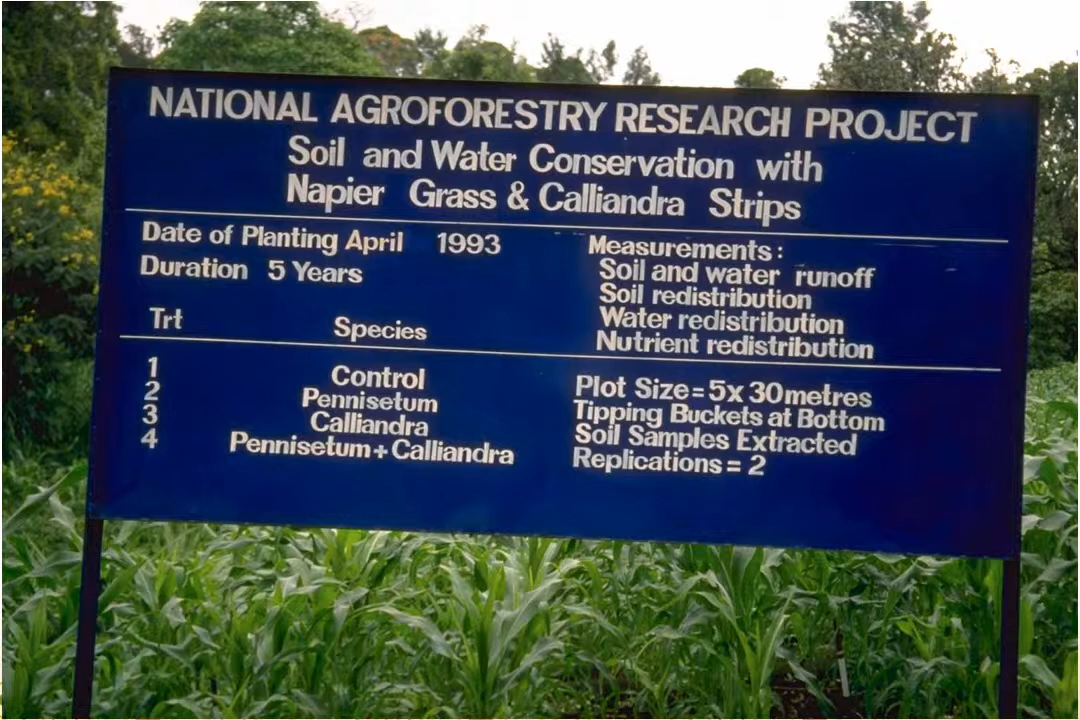 NATIONAL AGROFORESTRY RESEARCH PROJECT
Soil and Water Conservation with
Napier Grass & Calliandra Strips
Date of Planting April 1993
Duration 5 Years
Measurements:
Soil and water runoff
Soil redistribution
Water redistribution
Nutrient redistribution
Trt Species
1 Control
2 Pennisetum
3 Calliandra
4 Pennisetum+Calliandra
Plot Size=5x 30metres
Tipping Buckets at Bottom
Soil Samples Extracted
Replications=2